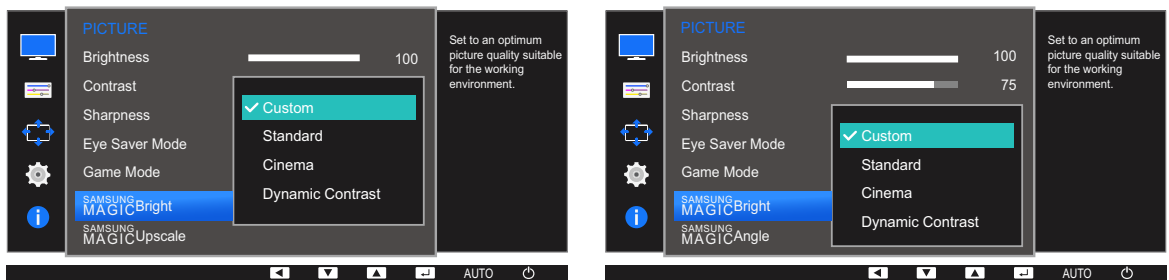 PICTURE
Brightness 100
Contrast
Sharpness
Eye Saver Mode
Game Mode
SAMSUNG
MAGICBright
SAMSUNG
MAGICUpscale
Custom
Standard
Cinema
Dynamic Contrast
Set to an optimum
picture quality suitable
for the working
environment.
AUTO
PICTURE
Brightness 100
Contrast 75
Sharpness
Eye Saver Mode
Game Mode
SAMSUNG
MAGICBright
SAMSUNG
MAGICAngle
Custom
Standard
Cinema
Dynamic Contrast
Set to an optimum
picture quality suitable
for the working
environment.
AUTO